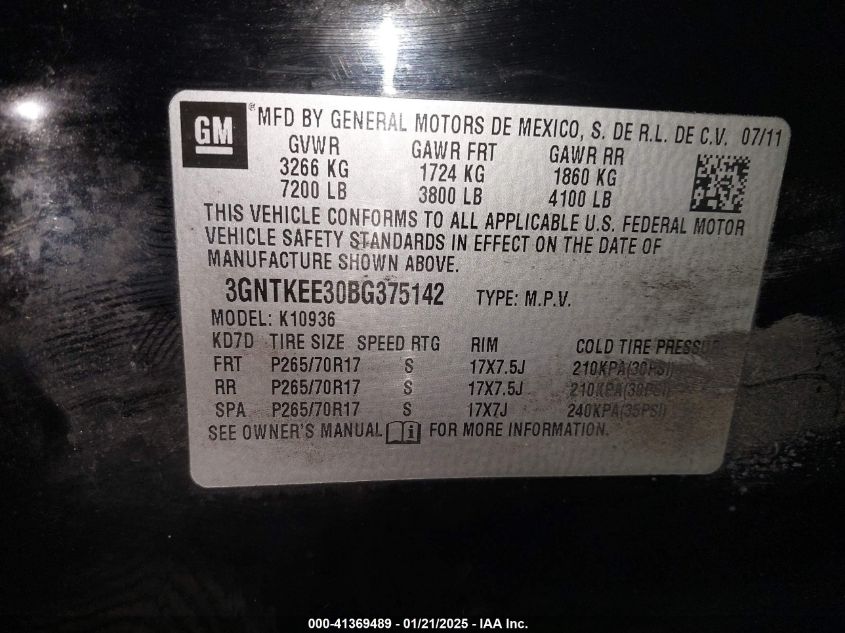 GM® MFD BY GENERAL MOTORS DE MEXICO, S. DE R.L. DE C.V. 07/11
GVWR GAWR FRT GAWR RR
3266 KG 1724 KG 1860 KG
7200 LB 3800 LB 4100 LB
THIS VEHICLE CONFORMS TO ALL APPLICABLE U.S. FEDERAL MOTOR
VEHICLE SAFETY STANDARDS IN EFFECT ON THE DATE OF
MANUFACTURE SHOWN ABOVE.
3GNTKEE30BG375142 TYPE: M.P.V.
MODEL: K10936
KD7D TIRE SIZE SPEED RTG RIM COLD TIRE PRESSUR
FRT P265/70R17 S 17X7.5J 210KPA(30PSI)
RR P265/70R17 S 17X7.5J 210KPA(30PSI)
SPA P265/70R17 S 17X7J 240KPA(35PSI)
SEE OWNER'S MANUAL i FOR MORE INFORMATION.
000-41369489 - 01/21/2025 - IAA Inc.